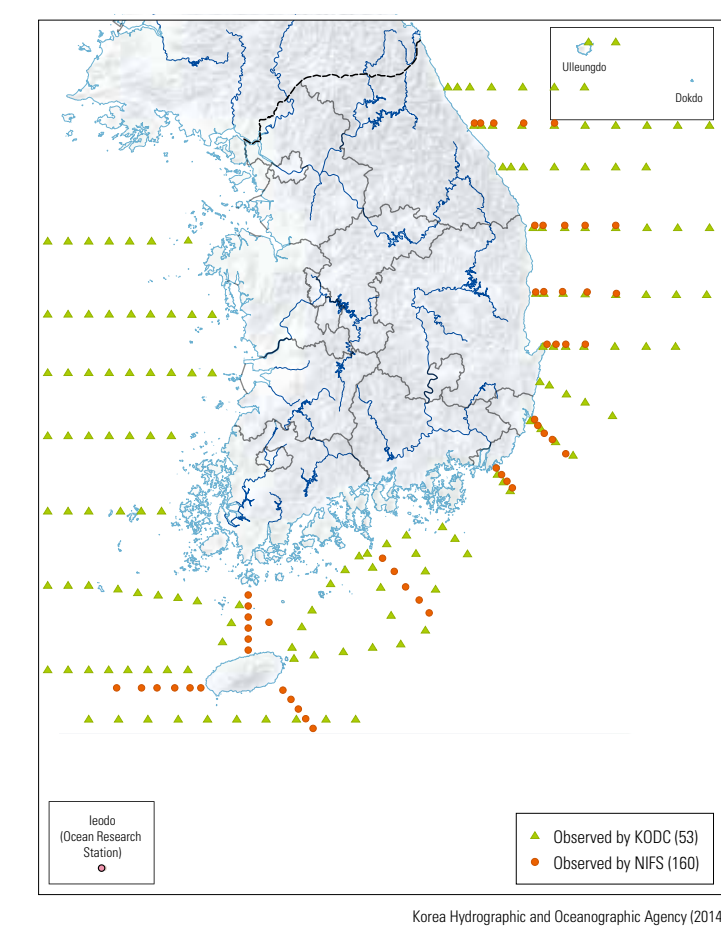 Ulleungdo
Dokdo
Ieodo
(Ocean Research
Station)
Observed by KODC (53)
Observed by NIFS (160)
Korea Hydrographic and Oceanographic Agency (2014